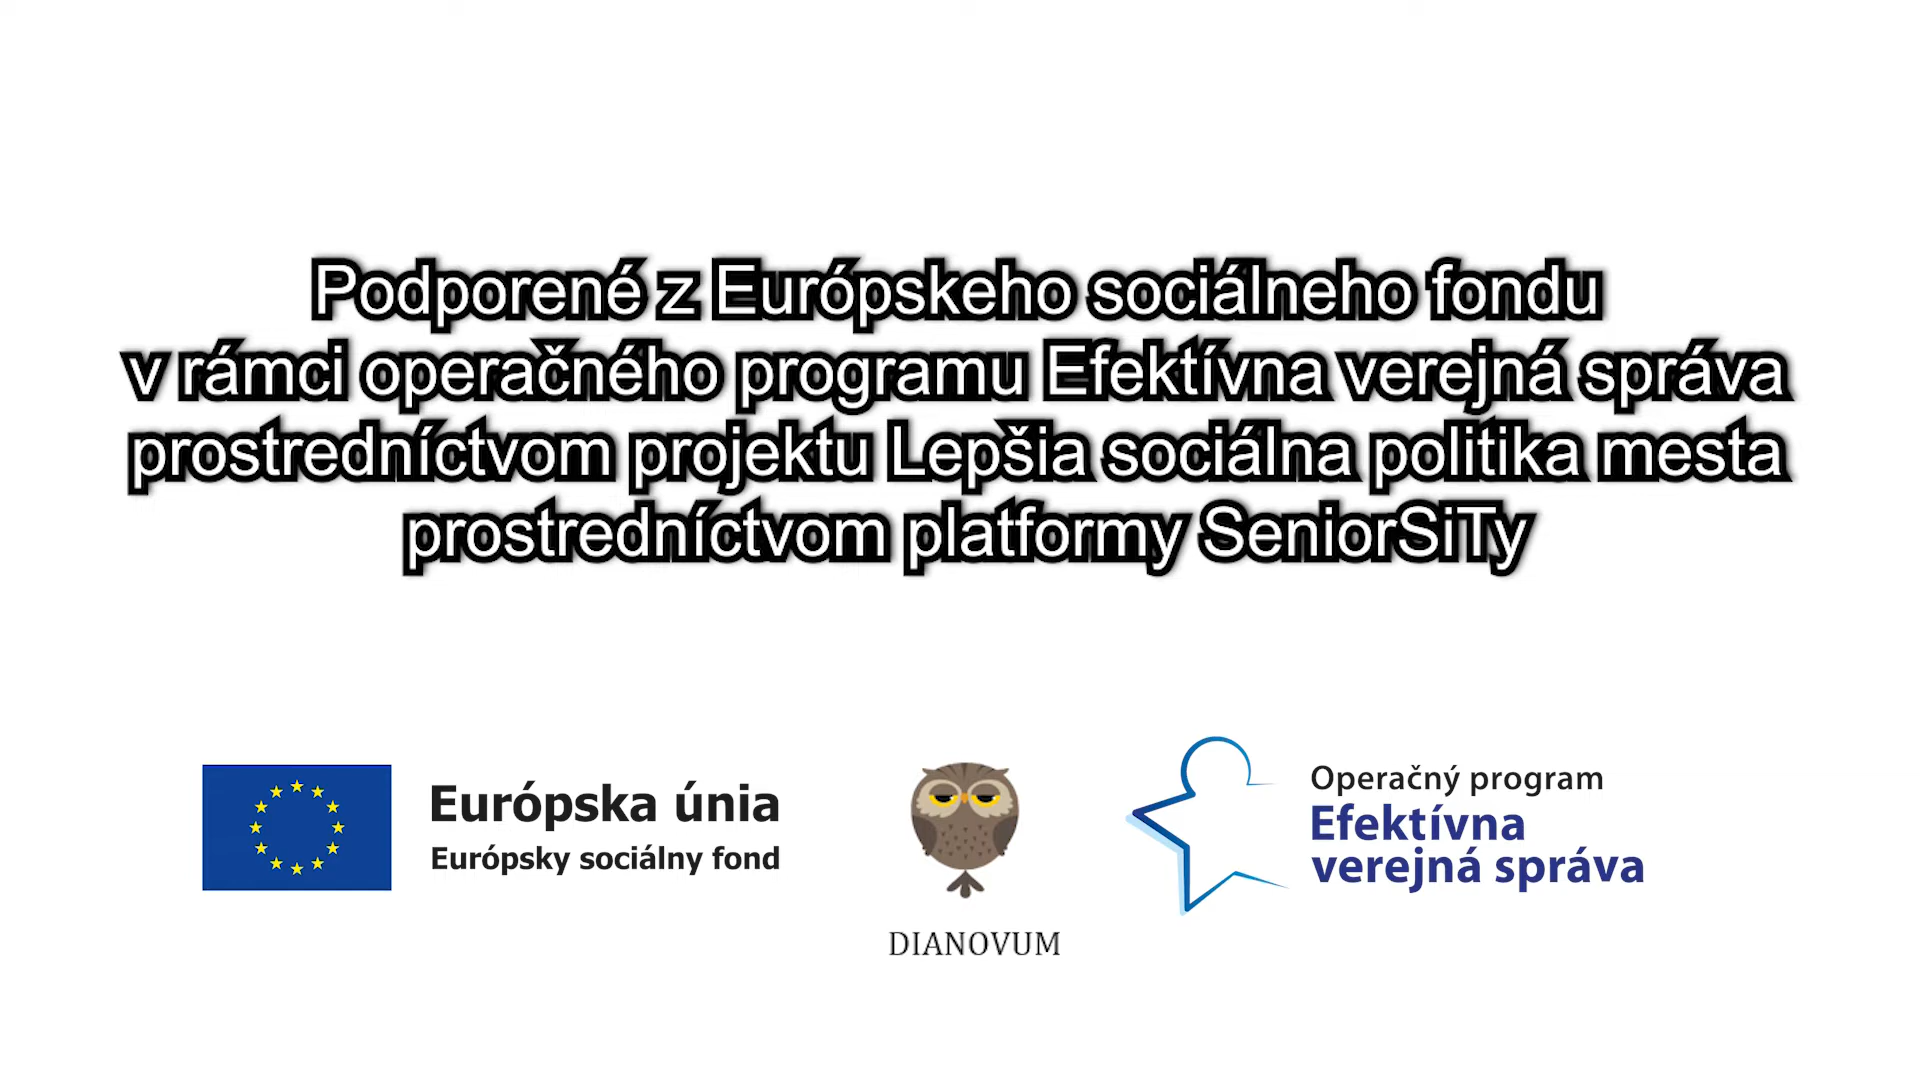 Podporené z Európskeho sociálneho fondu
v rámci operačného programu Efektívna verejná správa
prostredníctvom projektu Lepšia sociálna politika mesta
prostredníctvom platformy SeniorSiTy
Európska únia
Európsky sociálny fond
DIANOVUM
Operačný program
Efektívna
verejná správa